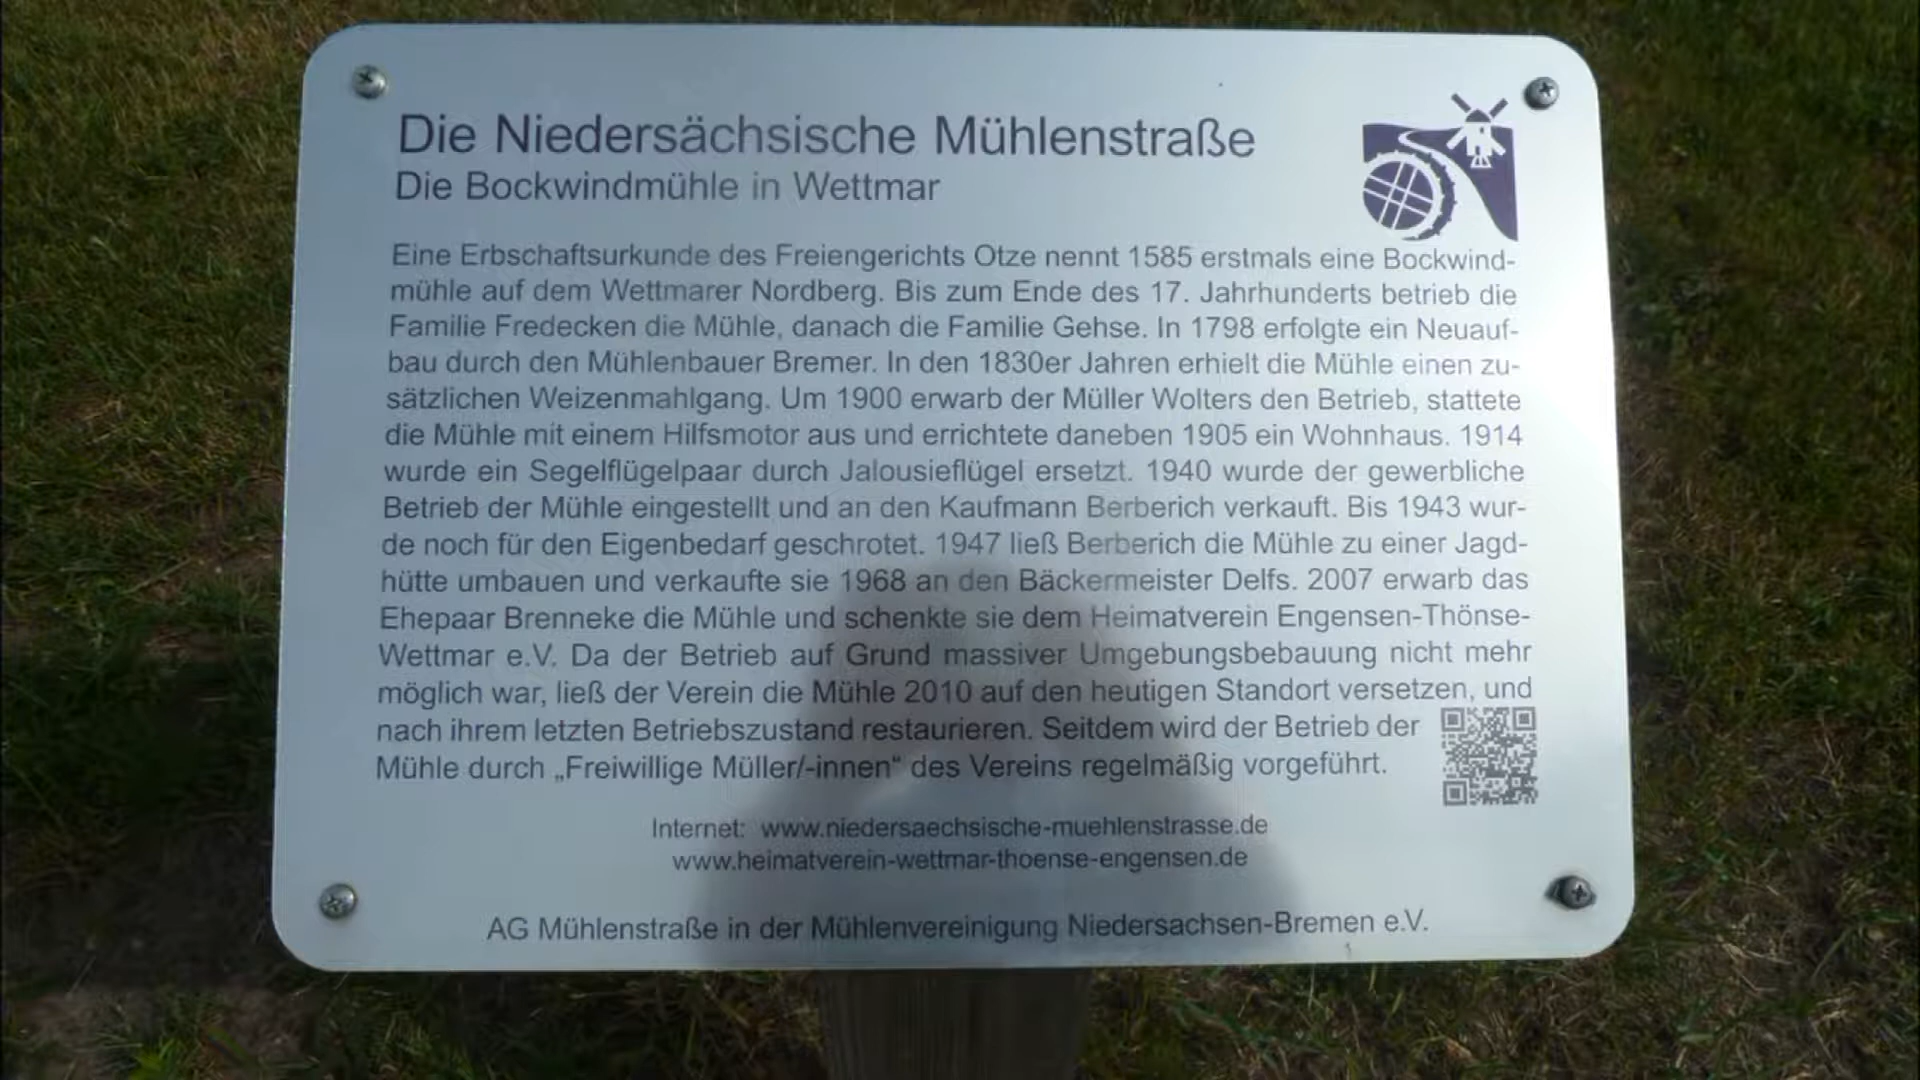 Die Niedersächsische Mühlenstraße
Die Bockwindmühle in Wettmar
Eine Erbschaftsurkunde des Freiengerichts Otze nennt 1585 erstmals eine Bockwind-
mühle auf dem Wettmarer Nordberg. Bis zum Ende des 17. Jahrhunderts betrieb die
Familie Fredecken die Mühle, danach die Familie Gehse. In 1798 erfolgte ein Neuauf-
bau durch den Mühlenbauer Bremer. In den 1830er Jahren erhielt die Mühle einen zu-
sätzlichen Weizenmahlgang. Um 1900 erwarb der Müller Wolters den Betrieb, stattete
die Mühle mit einem Hilfsmotor aus und errichtete daneben 1905 ein Wohnhaus. 1914
wurde ein Segelflügelpaar durch Jalousieflügel ersetzt. 1940 wurde der gewerbliche
Betrieb der Mühle eingestellt und an den Kaufmann Berberich verkauft. Bis 1943 wur-
de noch für den Eigenbedarf geschrotet. 1947 ließ Berberich die Mühle zu einer Jagd-
hütte umbauen und verkaufte sie 1968 an den Bäckermeister Delfs. 2007 erwarb das
Ehepaar Brenneke die Mühle und schenkte sie dem Heimatverein Engensen-Thönse-
Wettmar e.V. Da der Betrieb auf Grund massiver Umgebungsbebauung nicht mehr
möglich war, ließ der Verein die Mühle 2010 auf den heutigen Standort versetzen, und
nach ihrem letzten Betriebszustand restaurieren. Seitdem wird der Betrieb der
Mühle durch „Freiwillige Müller/-innen“ des Vereins regelmäßig vorgeführt.
Internet: www.niedersaechsische-muehlenstrasse.de
www.heimatverein-wettmar-thoense-engensen.de
AG Mühlenstraße in der Mühlenvereinigung Niedersachsen-Bremen e.V.